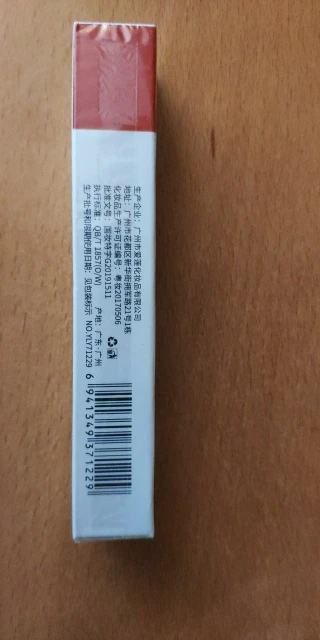 生产企业：广州市爱莲化妆品有限公司
地址：广州市花都区新华街拥军路21号1栋
化妆品生产许可证编号：粤妆20170506
批准文号：国妆特字G20191511
执行标准：QB/T 1857(O/W) 产地：广东·广州
生产批号和限期使用日期：见包装标示 NO.YLY71229
6 941349 371229